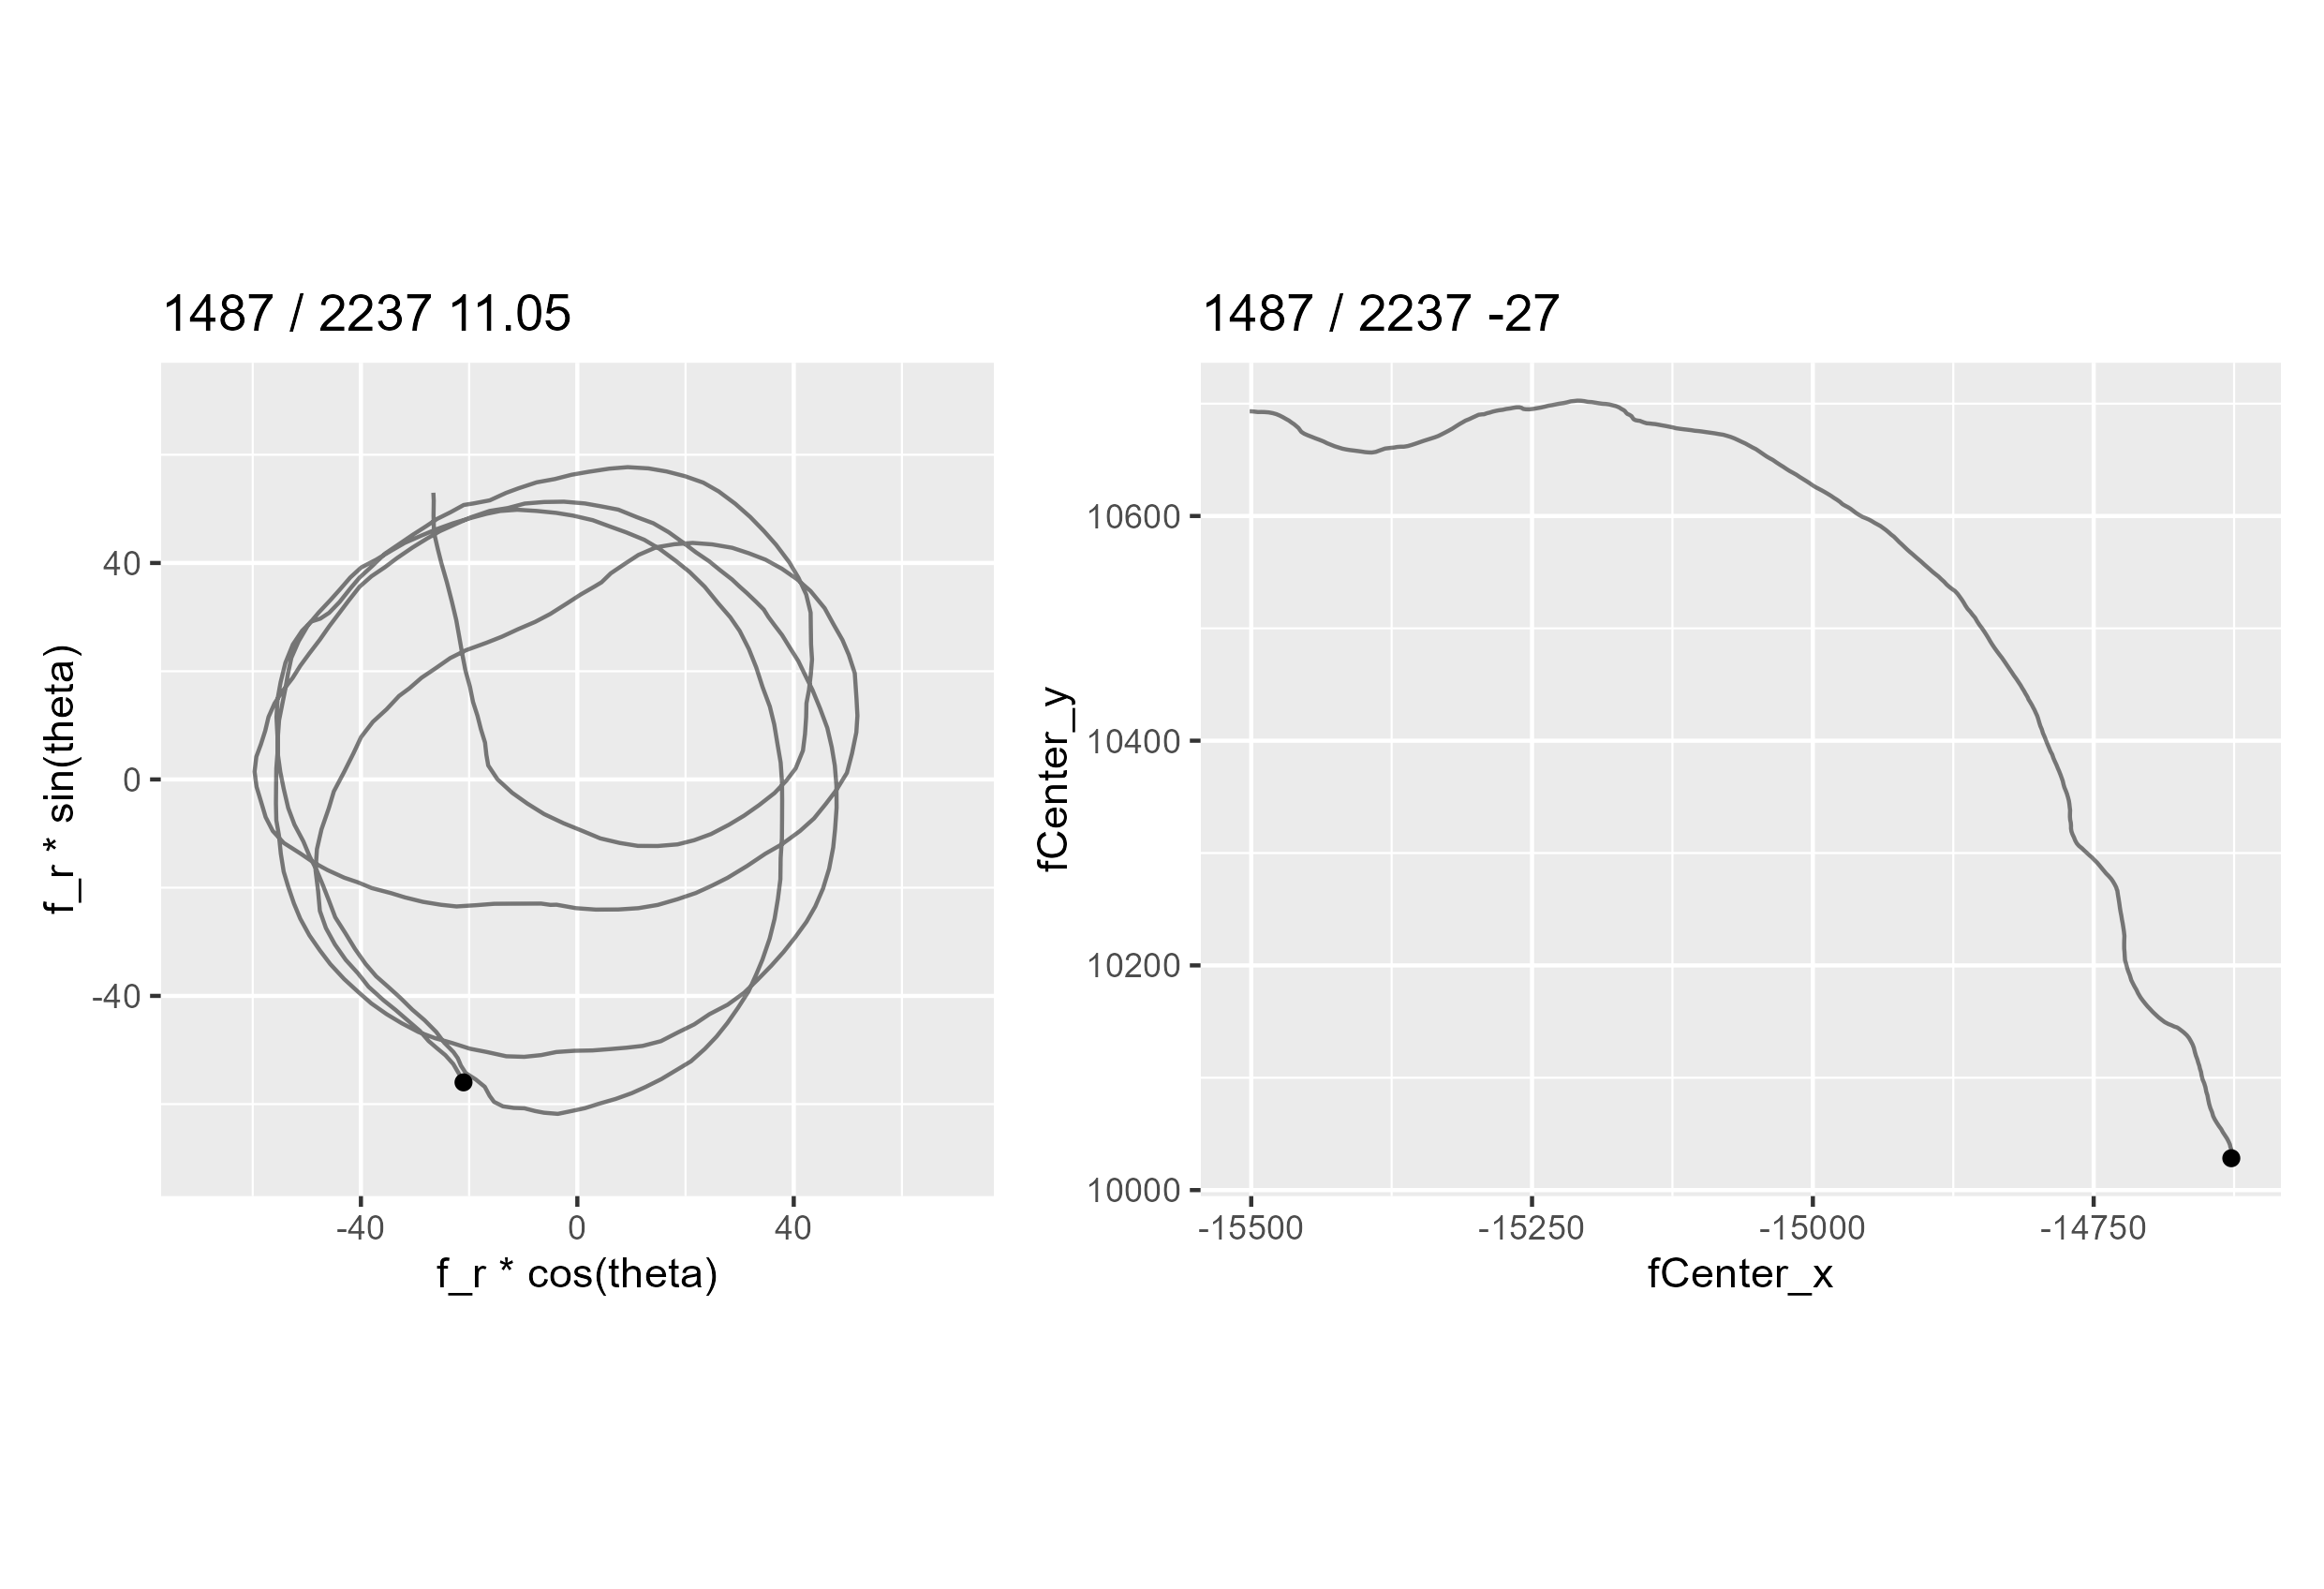 1487 / 2237 11.05
40
0
-40
f_r * sin(theta)
-40
0
40
f_r * cos(theta)
1487 / 2237 -27
10600
10400
10200
10000
fCenter_y
-15500
-15250
-15000
-14750
fCenter_x